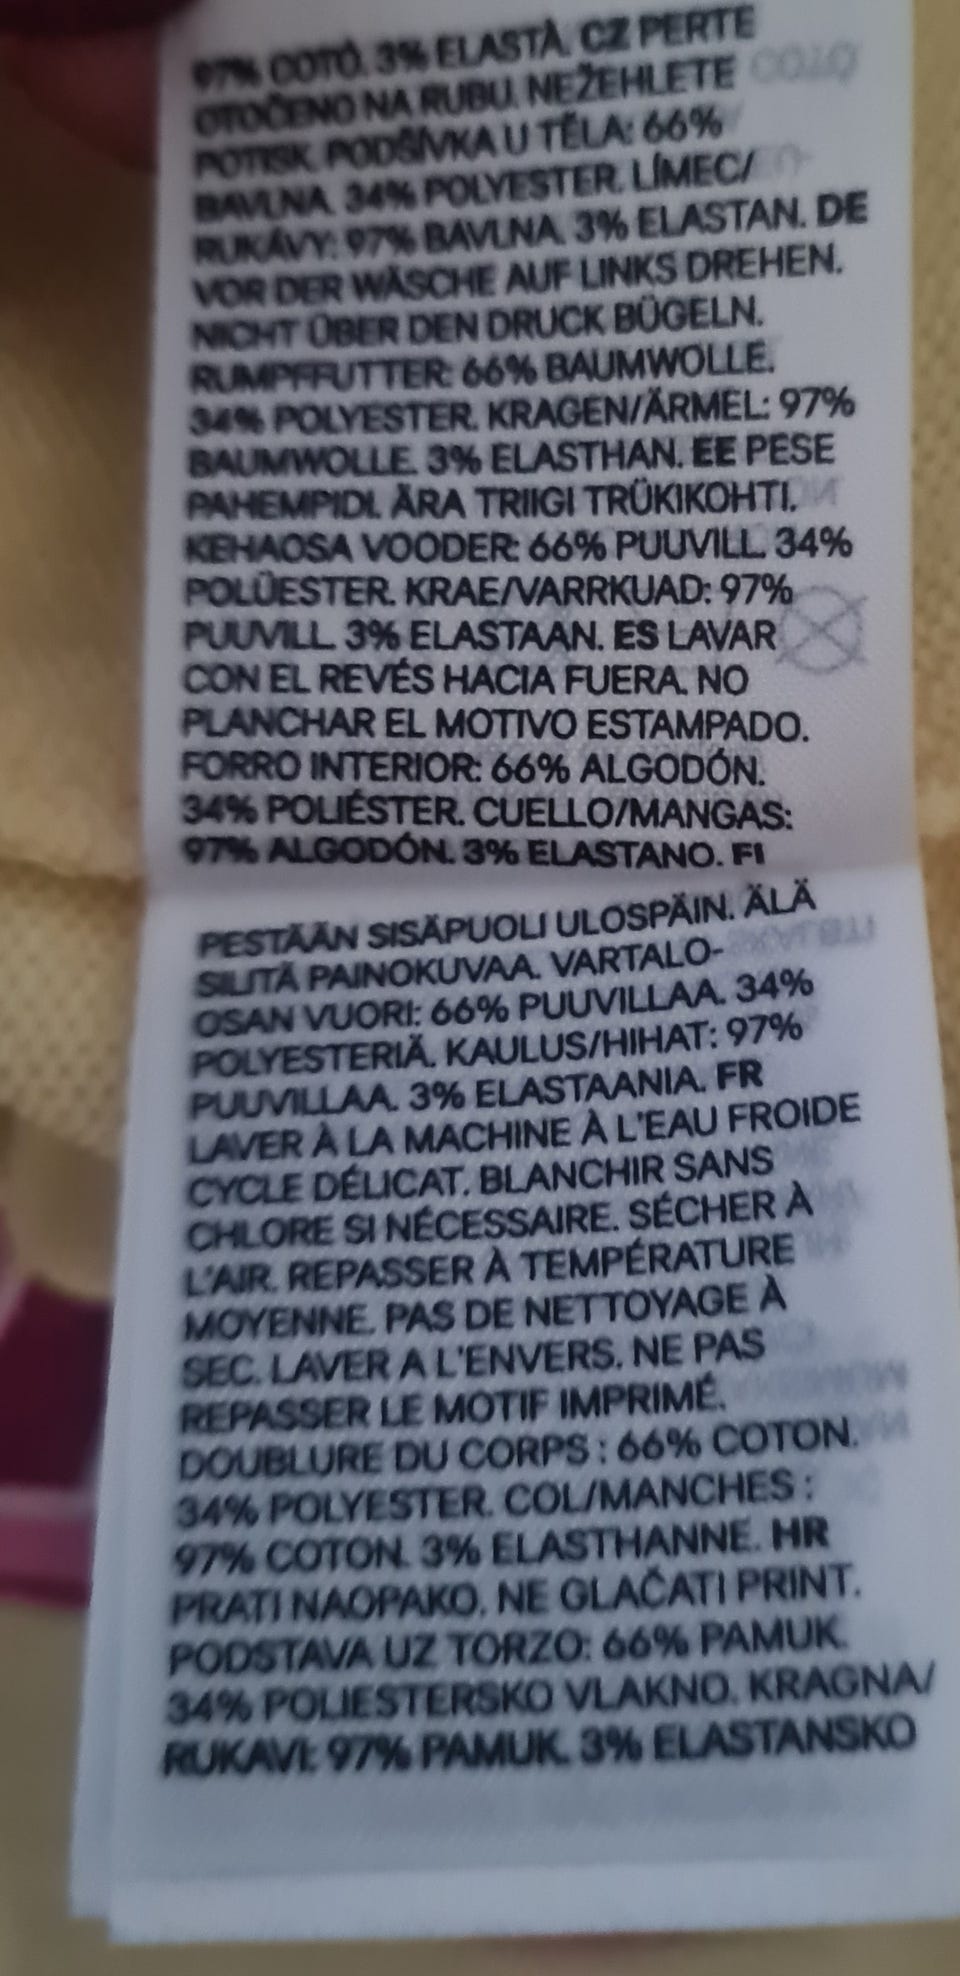 97% COTÓ. 3% ELASTÀ. CZ PERTE
OTOČENO NA RUBU. NEŽEHLETE
POTISK. PODŠÍVKA U TĚLA: 66%
BAVLNA. 34% POLYESTER. LÍMEC/
RUKÁVY: 97% BAVLNA. 3% ELASTAN. DE
VOR DER WÄSCHE AUF LINKS DREHEN.
NICHT ÜBER DEN DRUCK BÜGELN.
RUMPFFUTTER: 66% BAUMWOLLE.
34% POLYESTER. KRAGEN/ÄRMEL: 97%
BAUMWOLLE. 3% ELASTHAN. EE PESE
PAHEMPIDI. ÄRA TRIIGI TRÜKIKOHTI.
KEHAOSA VOODER: 66% PUUVILL. 34%
POLÜESTER. KRAE/VARRKUAD: 97%
PUUVILL. 3% ELASTAAN. ES LAVAR
CON EL REVÉS HACIA FUERA. NO
PLANCHAR EL MOTIVO ESTAMPADO.
FORRO INTERIOR: 66% ALGODÓN.
34% POLIÉSTER. CUELLO/MANGAS:
97% ALGODÓN. 3% ELASTANO. FI
PESTÄÄN SISÄPUOLI ULOSPÄIN. ÄLÄ
SILITÄ PAINOKUVAA. VARTALO-
OSAN VUORI: 66% PUUVILLAA. 34%
POLYESTERIÄ. KAULUS/HIHAT: 97%
PUUVILLAA. 3% ELASTAANIA. FR
LAVER À LA MACHINE À L'EAU FROIDE
CYCLE DÉLICAT. BLANCHIR SANS
CHLORE SI NÉCESSAIRE. SÉCHER À
L'AIR. REPASSER À TEMPÉRATURE
MOYENNE. PAS DE NETTOYAGE À
SEC. LAVER A L'ENVERS. NE PAS
REPASSER LE MOTIF IMPRIMÉ.
DOUBLURE DU CORPS : 66% COTON.
34% POLYESTER. COL/MANCHES :
97% COTON. 3% ELASTHANNE. HR
PRATI NAOPAKO. NE GLAČATI PRINT.
PODSTAVA UZ TORZO: 66% PAMUK.
34% POLIESTERSKO VLAKNO. KRAGNA/
RUKAVI: 97% PAMUK. 3% ELASTANSKO